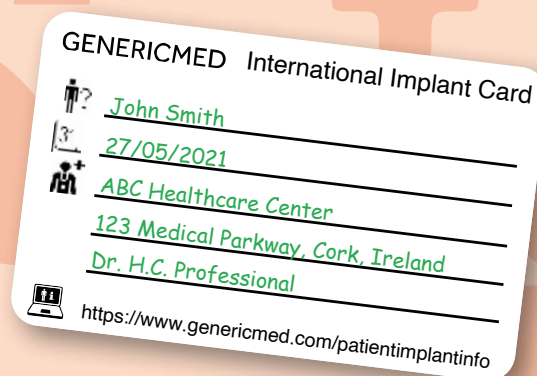 GENERICMED International Implant Card
John Smith
27/05/2021
ABC Healthcare Center
123 Medical Parkway, Cork, Ireland
Dr. H.C. Professional
https://www.genericmed.com/patientimplantinfo